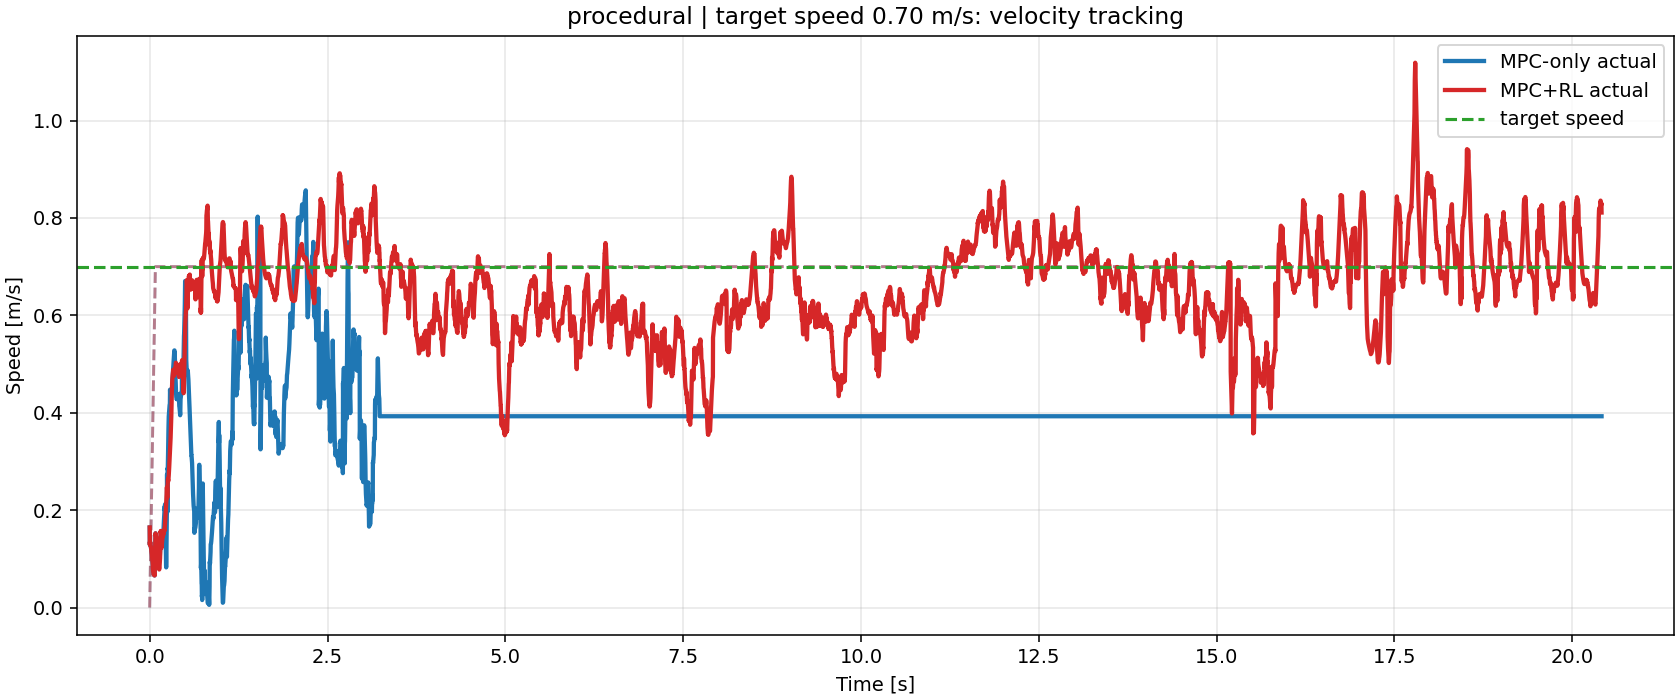 procedural | target speed 0.70 m/s: velocity tracking
MPC-only actual
MPC+RL actual
target speed
Speed [m/s]
1.0
0.8
0.6
0.4
0.2
0.0
0.0 2.5 5.0 7.5 10.0 12.5 15.0 17.5 20.0
Time [s]